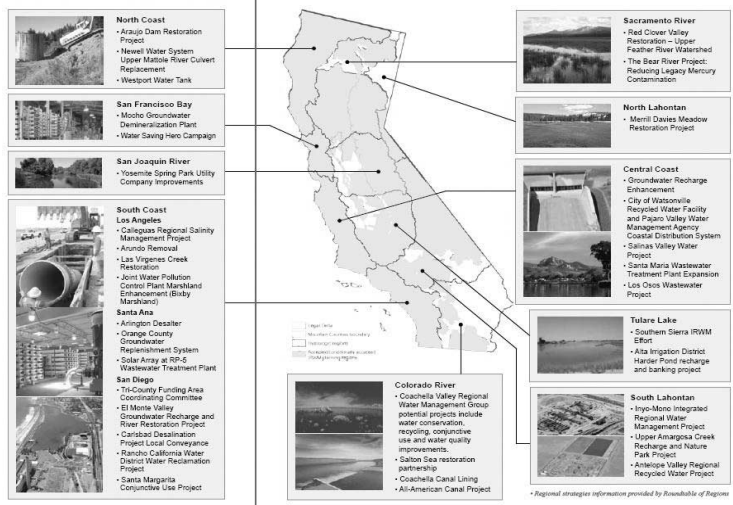 North Coast
• Araujo Dam Restoration
Project
• Newell Water System
Upper Mattole River Culvert
Replacement
• Westport Water Tank
San Francisco Bay
• Mocho Groundwater
Demineralization Plant
• Water Saving Hero Campaign
San Joaquin River
• Yosemite Spring Park Utility
Company Improvements
South Coast
Los Angeles
• Calleguas Regional Salinity
Management Project
• Arundo Removal
• Las Virgenes Creek
Restoration
• Joint Water Pollution
Control Plant Marshland
Enhancement (Bixby
Marshland)
Santa Ana
• Arlington Desalter
• Orange County
Groundwater
Replenishment System
• Solar Array at RP-5
Wastewater Treatment Plant
San Diego
• Tri-County Funding Area
Coordinating Committee
• El Monte Valley
Groundwater Recharge and
River Restoration Project
• Carlsbad Desalination
Project Local Conveyance
• Rancho California Water
District Water Reclamation
Project
• Santa Margarita
Conjunctive Use Project
Colorado River
• Coachella Valley Regional
Water Management Group
potential projects include
water conservation,
recycling, conjunctive
use and water quality
improvements.
• Salton Sea restoration
partnership
• Coachella Canal Lining
• All-American Canal Project
Sacramento River
• Red Clover Valley
Restoration – Upper
Feather River Watershed
• The Bear River Project:
Reducing Legacy Mercury
Contamination
North Lahontan
• Merrill Davies Meadow
Restoration Project
Central Coast
• Groundwater Recharge
Enhancement
• City of Watsonville
Recycled Water Facility
and Pajaro Valley Water
Management Agency
Coastal Distribution System
• Salinas Valley Water
Project
• Santa Maria Wastewater
Treatment Plant Expansion
• Los Osos Wastewater
Project
Tulare Lake
• Southern Sierra IRWM
Effort
• Alta Irrigation District
Harder Pond recharge
and banking project
South Lahontan
• Inyo-Mono Integrated
Regional Water
Management Project
• Upper Amargosa Creek
Recharge and Nature
Park Project
• Antelope Valley Regional
Recycled Water Project
• Regional strategies information provided by Roundtable of Regions